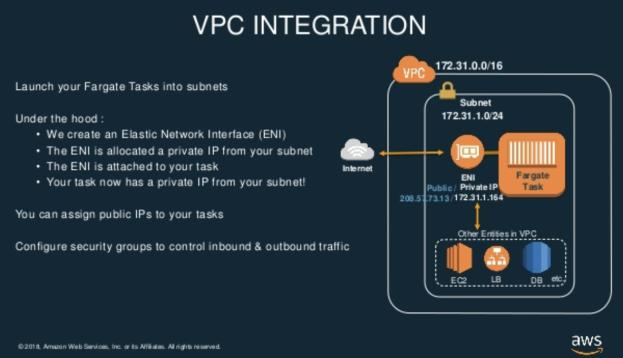 VPC INTEGRATION
Launch your Fargate Tasks into subnets
Under the hood :
• We create an Elastic Network Interface (ENI)
• The ENI is allocated a private IP from your subnet
• The ENI is attached to your task
• Your task now has a private IP from your subnet!
You can assign public IPs to your tasks
Configure security groups to control inbound & outbound traffic
VPC
172.31.0.0/16
Subnet
172.31.1.0/24
Internet
ENI
Fargate
Task
Public / Private IP
208.57.73.13 / 172.31.1.164
Other Entities in VPC
EC2
LB
DB
etc.
© 2018, Amazon Web Services, Inc. or its Affiliates. All rights reserved.
aws